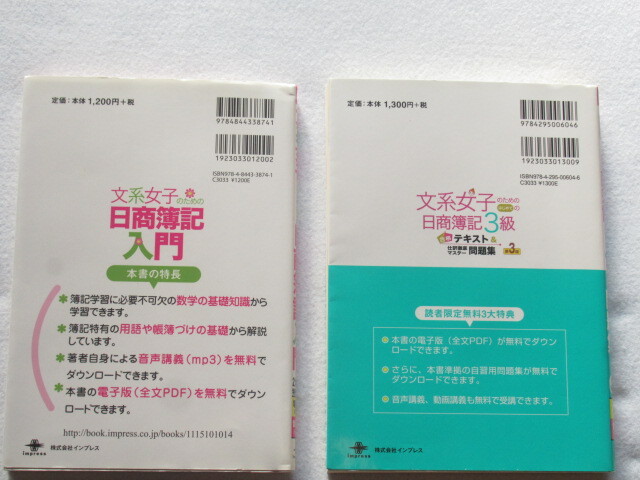 定価：本体1,200円+税
9784844338741
1923033012002
ISBN978-4-8443-3874-1
C3033 ¥1200E
文系女子のための
日商簿記
入門
本書の特長
＊簿記学習に必要不可欠の数学の基礎知識から
学習できます。
＊簿記特有の用語や帳簿づけの基礎から解説
しています。
＊著者自身による音声講義(mp3)を無料で
ダウンロードできます。
＊本書の電子版(全文PDF)を無料でダウン
ロードできます。
http://book.impress.co.jp/books/1115101014
impress
株式会社インプレス
定価：本体1,300円+税
9784295006046
1923033013009
ISBN978-4-295-00604-6
C3033 ¥1300E
文系女子のための
の
日商簿記3級
テキスト&
仕訳徹底
マスター
問題集
第3版
読者限定無料3大特典
本書の電子版（全文PDF）が無料でダウン
ロードできます。
さらに、本書準拠の自習用問題集が無料で
ダウンロードできます。
音声講義、動画講義も無料で受講できます。
impress
株式会社インプレス